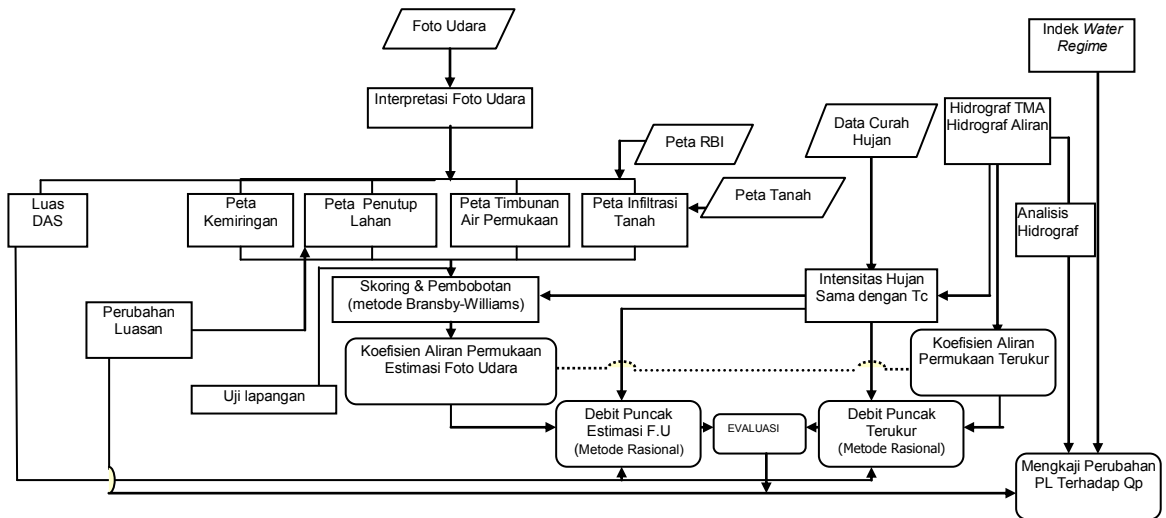 Foto Udara
Indek Water
Regime
Interpretasi Foto Udara
Data Curah
Hujan
Hidrograf TMA
Hidrograf Aliran
Peta RBI
Luas
DAS
Peta
Kemiringan
Peta Penutup
Lahan
Peta Timbunan
Air Permukaan
Peta Infiltrasi
Tanah
Peta Tanah
Analisis
Hidrograf
Skoring & Pembobotan
(metode Bransby-Williams)
Intensitas Hujan
Sama dengan Tc
Perubahan
Luasan
Koefisien Aliran Permukaan
Estimasi Foto Udara
Koefisien Aliran
Permukaan Terukur
Uji lapangan
Debit Puncak
Estimasi F.U
(Metode Rasional)
EVALUASI
Debit Puncak
Terukur
(Metode Rasional)
Mengkaji Perubahan
PL Terhadap Qp